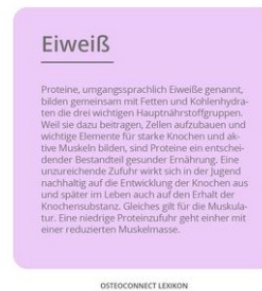 Eiweiß
Proteine, umgangssprachlich Eiweiße genannt,
bilden gemeinsam mit Fetten und Kohlenhydra-
ten die drei wichtigen Hauptnährstoffgruppen.
Weil sie dazu beitragen, Zellen aufzubauen und
wichtige Elemente für starke Knochen und ak-
tive Muskeln bilden, sind Proteine ein entschei-
dender Bestandteil gesunder Ernährung. Eine
unzureichende Zufuhr wirkt sich in der Jugend
nachhaltig auf die Entwicklung der Knochen aus
und später im Leben auch auf den Erhalt der
Knochensubstanz. Gleiches gilt für die Muskula-
tur. Eine niedrige Proteinzufuhr geht einher mit
einer reduzierten Muskelmasse.
OSTEOCONNECT LEXIKON